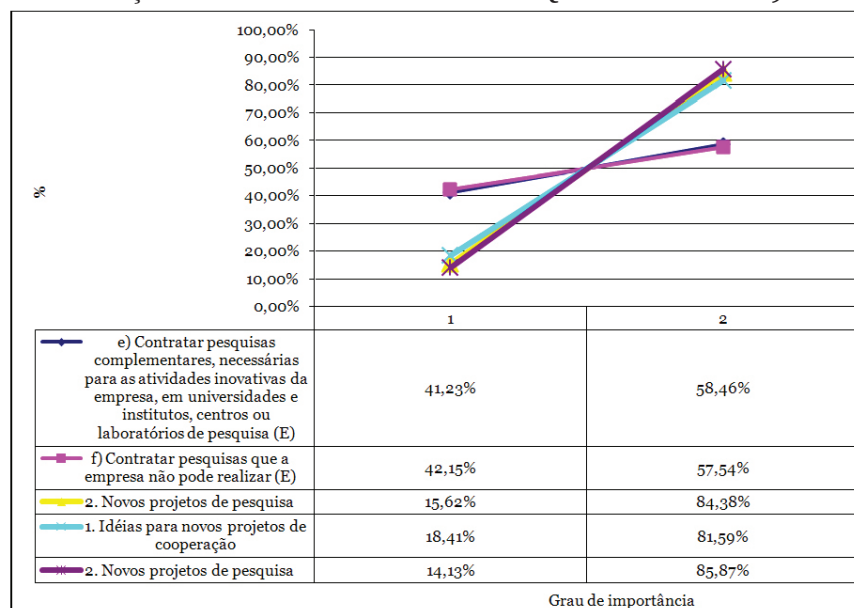 100,00%
90,00%
80,00%
70,00%
60,00%
50,00%
40,00%
30,00%
20,00%
10,00%
0,00%
%
1 2
e) Contratar pesquisas
complementares, necessárias
para as atividades inovativas da
empresa, em universidades e
institutos, centros ou
laboratórios de pesquisa (E)
41,23% 58,46%
f) Contratar pesquisas que a
empresa não pode realizar (E)
42,15% 57,54%
2. Novos projetos de pesquisa 15,62% 84,38%
1. Idéias para novos projetos de
cooperação
18,41% 81,59%
2. Novos projetos de pesquisa 14,13% 85,87%
Grau de importância